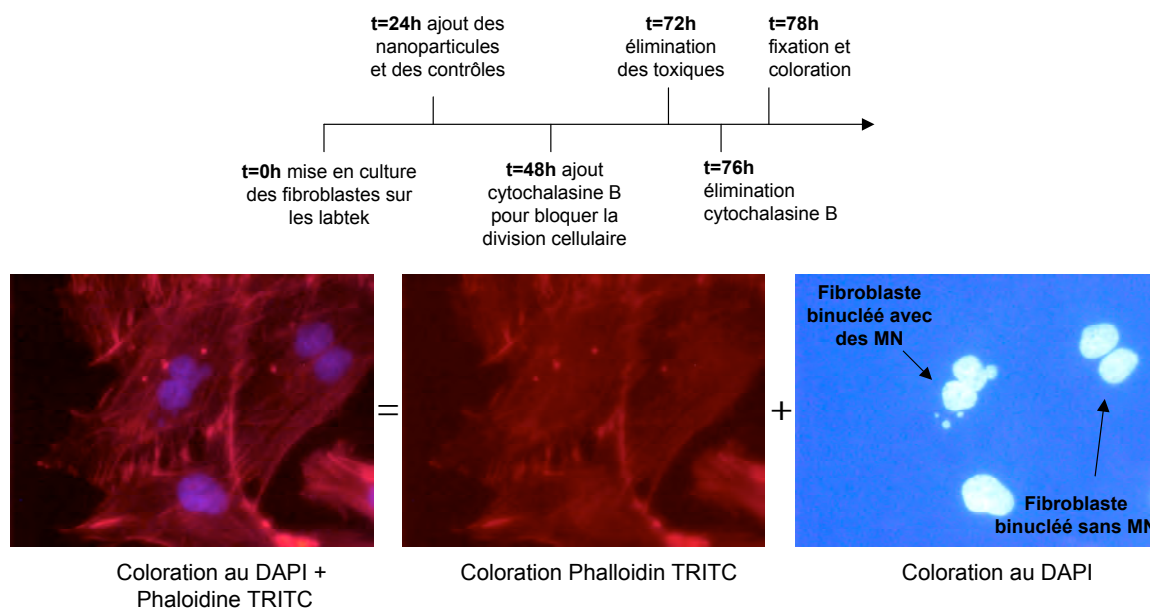 t=24h ajout des
nanoparticules
et des contrôles
t=72h
élimination
des toxiques
t=78h
fixation et
coloration
t=0h mise en culture
des fibroblastes sur
les labtek
t=48h ajout
cytochalasine B
pour bloquer la
division cellulaire
t=76h
élimination
cytochalasine B
=
+
Fibroblaste
binucléé avec
des MN
Fibroblaste
binucléé sans MN
Coloration au DAPI +
Phaloidine TRITC
Coloration Phalloidin TRITC
Coloration au DAPI